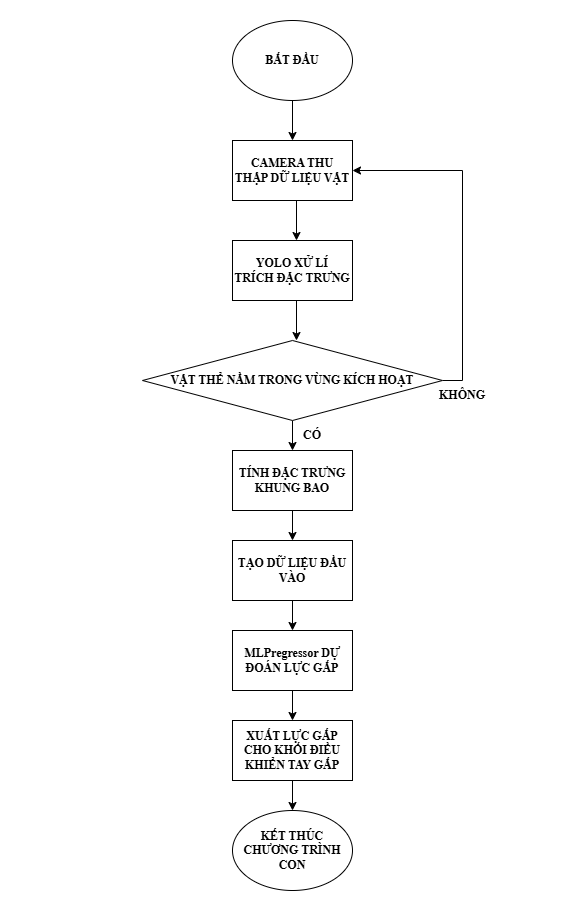 BẮT ĐẦU
CAMERA THU
THẬP DỮ LIỆU VẬT
YOLO XỬ LÍ
TRÍCH ĐẶC TRƯNG
VẬT THỂ NẰM TRONG VÙNG KÍCH HOẠT
KHÔNG
CÓ
TÍNH ĐẶC TRƯNG
KHUNG BAO
TẠO DỮ LIỆU ĐẦU
VÀO
MLPregressor DỰ
ĐOÁN LỰC GẮP
XUẤT LỰC GẮP
CHO KHỐI ĐIỀU
KHIỂN TAY GẮP
KẾT THÚC
CHƯƠNG TRÌNH
CON